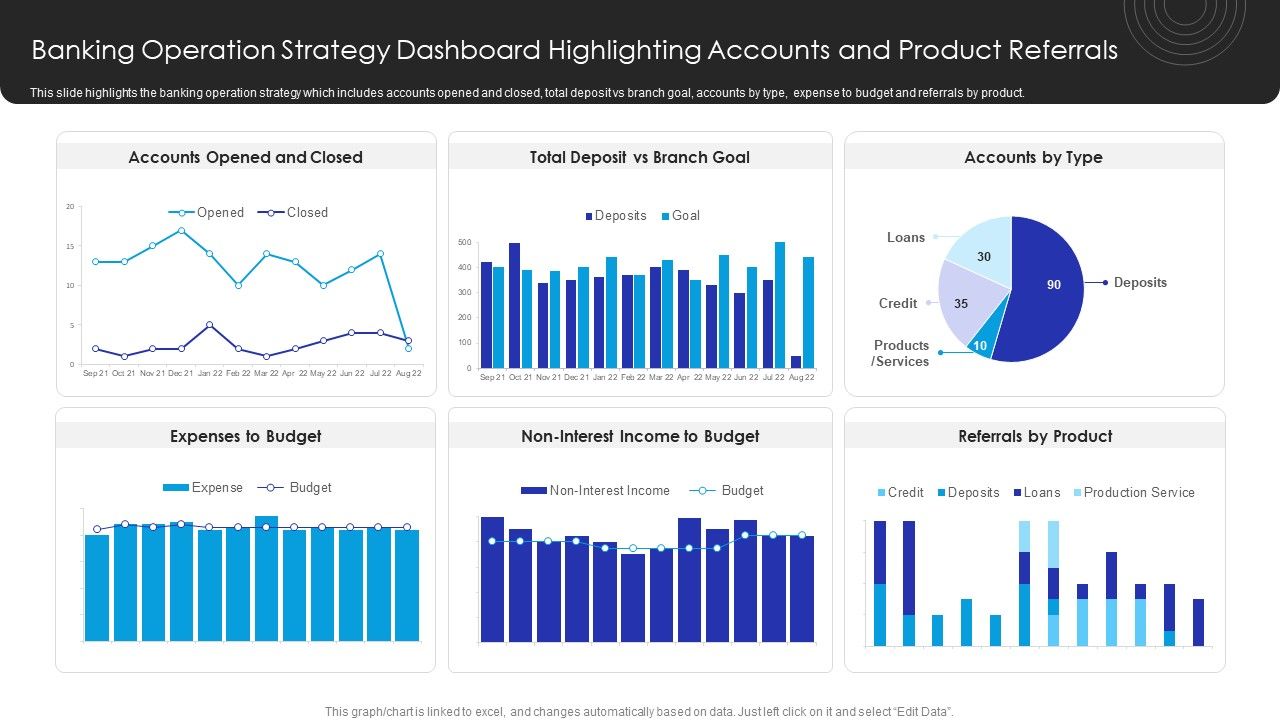 Banking Operation Strategy Dashboard Highlighting Accounts and Product Referrals
This slide highlights the banking operation strategy which includes accounts opened and closed, total deposit vs branch goal, accounts by type, expense to budget and referrals by product.
Accounts Opened and Closed
Opened Closed
20
15
10
5
0
Sep 21 Oct 21 Nov 21 Dec 21 Jan 22 Feb 22 Mar 22 Apr 22 May 22 Jun 22 Jul 22 Aug 22
Total Deposit vs Branch Goal
Deposits Goal
500
400
300
200
100
0
Sep 21 Oct 21 Nov 21 Dec 21 Jan 22 Feb 22 Mar 22 Apr 22 May 22 Jun 22 Jul 22 Aug 22
Accounts by Type
Loans
30
90
Deposits
Credit
35
Products
/Services
10
Expenses to Budget
Expense Budget
Non-Interest Income to Budget
Non-Interest Income Budget
Referrals by Product
Credit Deposits Loans Production Service
This graph/chart is linked to excel, and changes automatically based on data. Just left click on it and select “Edit Data”.